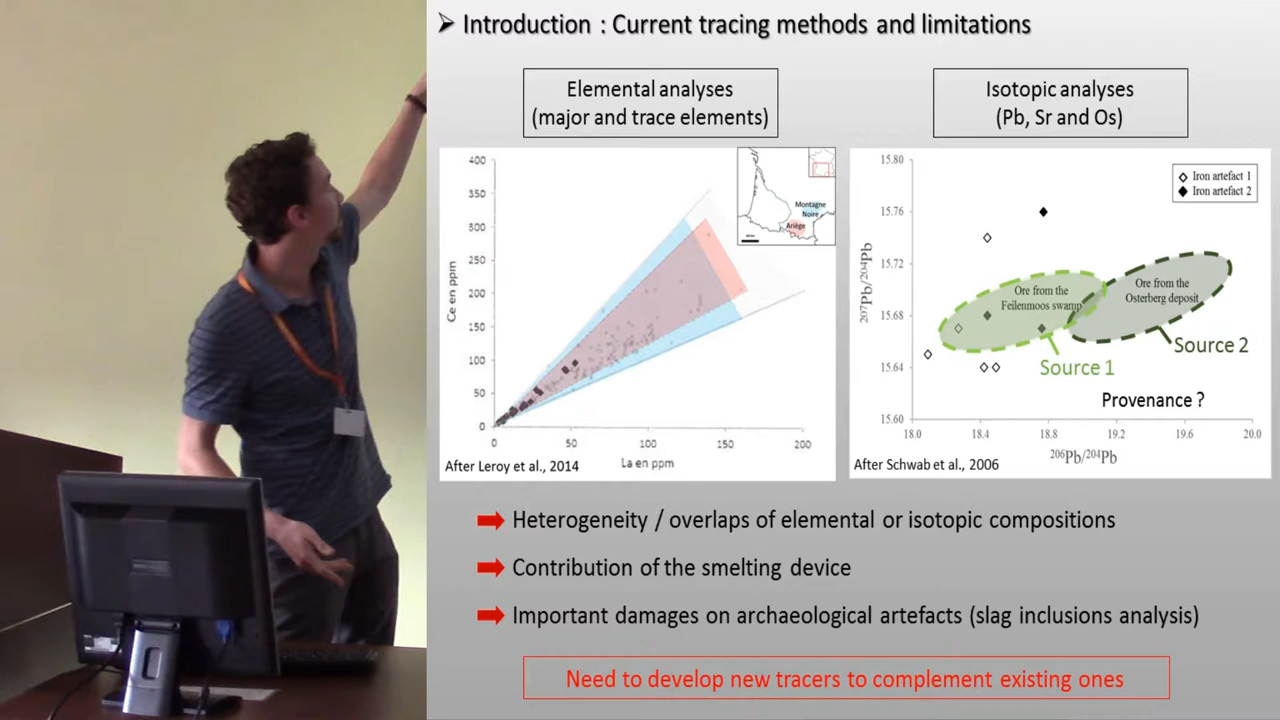 Introduction : Current tracing methods and limitations
Elemental analyses
(major and trace elements)
Isotopic analyses
(Pb, Sr and Os)
400
350
300
250
200
150
100
50
0
Ce en ppm
0
50
100
150
200
La en ppm
Montagne
Noire
Ariège
After Leroy et al., 2014
15.80
15.76
15.72
15.68
15.64
15.60
207Pb/204Pb
18.0
18.4
18.8
19.2
19.6
20.0
206Pb/204Pb
Iron artefact 1
Iron artefact 2
Ore from the
Feilenmoos swamp
Ore from the
Osterberg deposit
Source 1
Source 2
Provenance ?
After Schwab et al., 2006
Heterogeneity / overlaps of elemental or isotopic compositions
Contribution of the smelting device
Important damages on archaeological artefacts (slag inclusions analysis)
Need to develop new tracers to complement existing ones